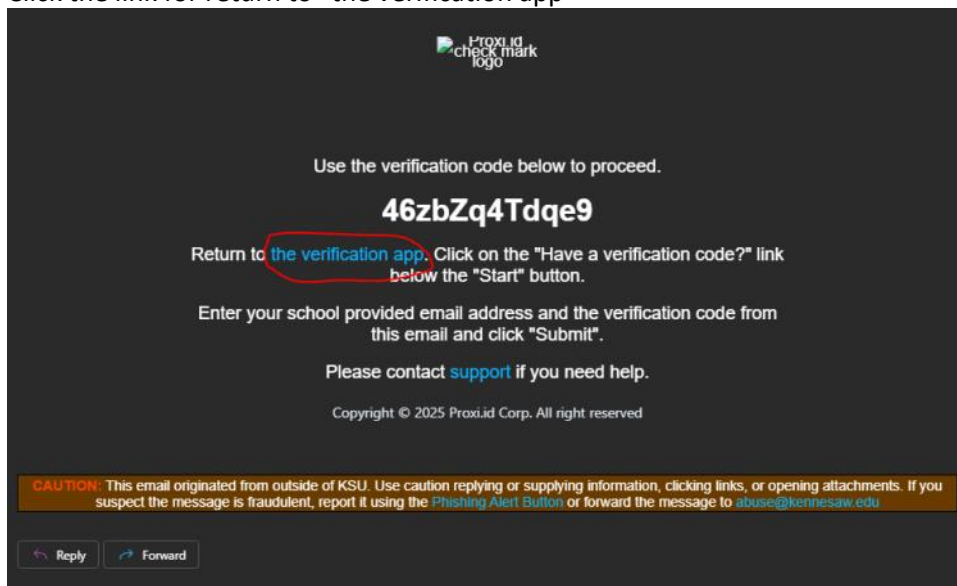 Click the link for return to "the verification app"
Proxi.id
check mark
logo
Use the verification code below to proceed.
46zbZq4Tdqe9
Return to the verification app. Click on the "Have a verification code?" link
below the "Start" button.
Enter your school provided email address and the verification code from
this email and click "Submit".
Please contact support if you need help.
Copyright © 2025 Proxi.id Corp. All right reserved
CAUTION: This email originated from outside of KSU. Use caution replying or supplying information, clicking links, or opening attachments. If you
suspect the message is fraudulent, report it using the Phishing Alert Button or forward the message to abuse@kennesaw.edu
Reply
Forward